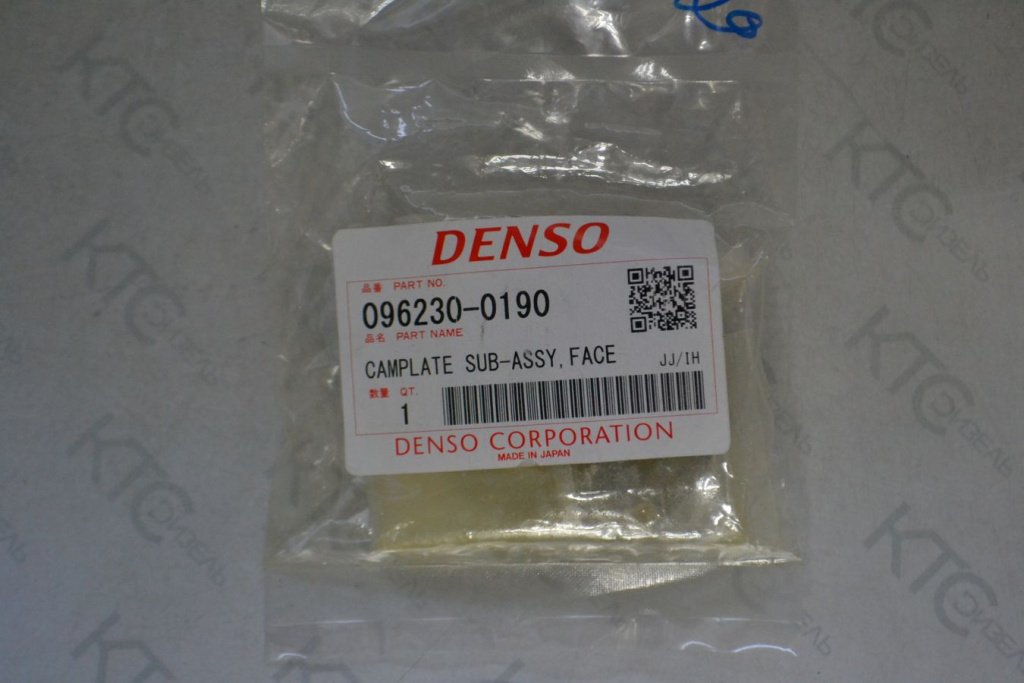 DENSO
品番 PART NO.
096230-0190
品名 PART NAME
CAMPLATE SUB-ASSY, FACE JJ/IH
数量 QT.
1
DENSO CORPORATION
MADE IN JAPAN